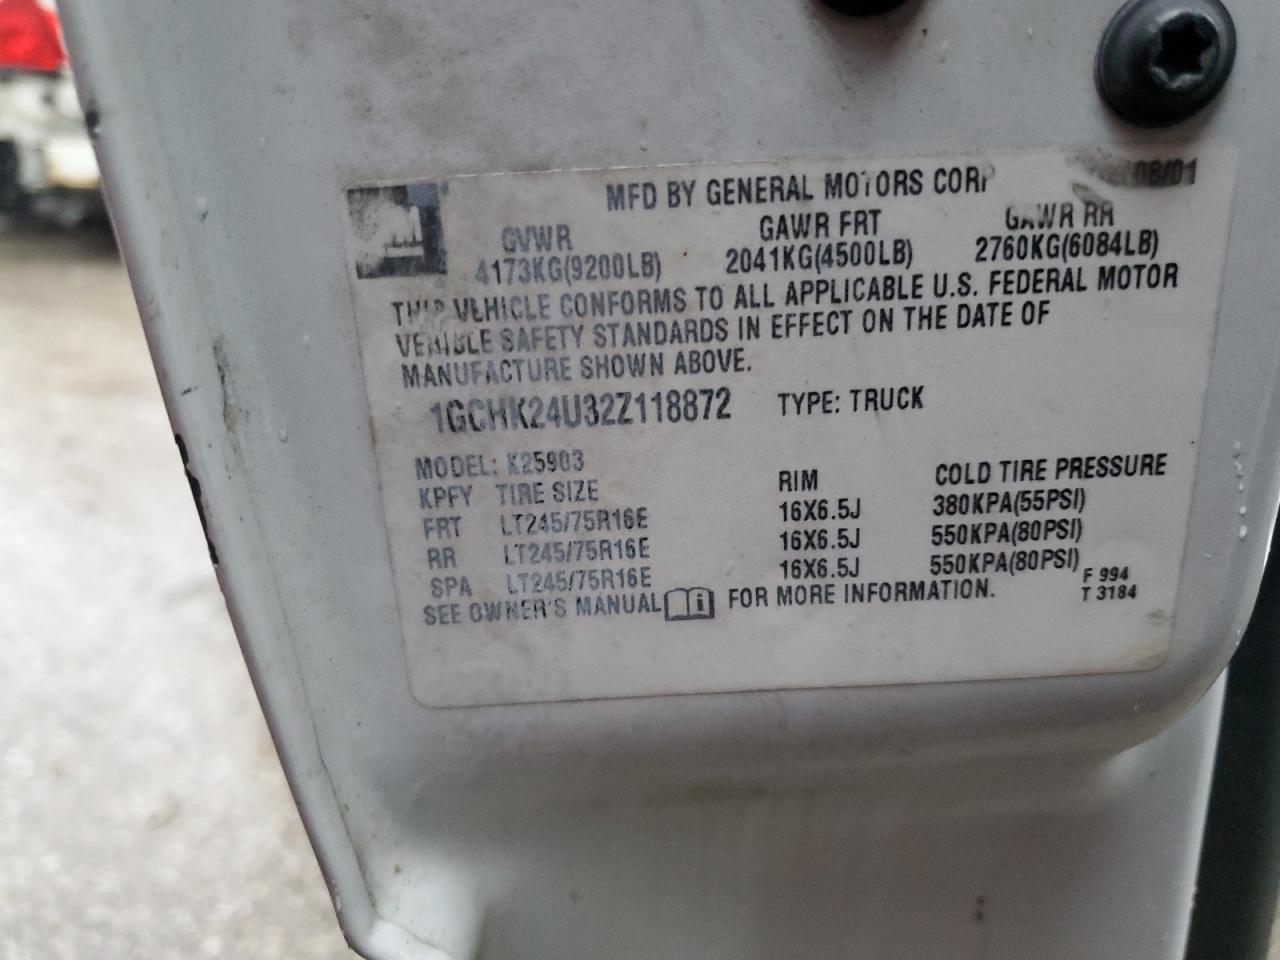 MFD BY GENERAL MOTORS CORP 08/01
GVWR GAWR FRT GAWR RR
4173KG(9200LB) 2041KG(4500LB) 2760KG(6084LB)
THIS VEHICLE CONFORMS TO ALL APPLICABLE U.S. FEDERAL MOTOR
VEHICLE SAFETY STANDARDS IN EFFECT ON THE DATE OF
MANUFACTURE SHOWN ABOVE.
1GCHK24U32Z118872 TYPE: TRUCK
MODEL: K25903
KPFY TIRE SIZE RIM COLD TIRE PRESSURE
FRT LT245/75R16E 16X6.5J 380KPA(55PSI)
RR LT245/75R16E 16X6.5J 550KPA(80PSI)
SPA LT245/75R16E 16X6.5J 550KPA(80PSI)
SEE OWNER'S MANUAL i FOR MORE INFORMATION.
F 994
T 3184